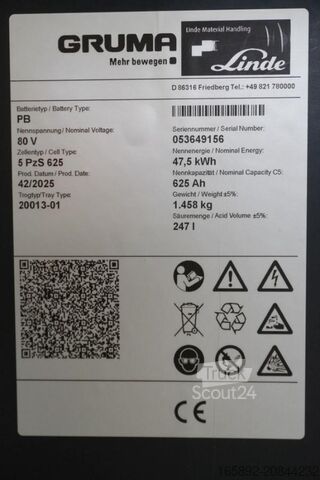 GRUMA
Mehr bewegen
Linde Material Handling
Linde
D 86316 Friedberg Tel.: +49 821 780000
Batterietyp / Battery Type:
PB
Nennspannung / Nominal Voltage:
80 V
Zellentyp / Cell Type:
5 PzS 625
Prod. Datum / Prod. Date:
42/2025
Trogtyp/Tray Type:
20013-01
Seriennummer / Serial Number:
053649156
Nennenergie / Nominal Energy:
47,5 kWh
Nennkapazität / Nominal Capacity C5:
625 Ah
Gewicht / Weight ±5%:
1.458 kg
Säuremenge / Acid Volume ±5%:
247 l
Pb
CE
Truck
Scout24
165892-20844232